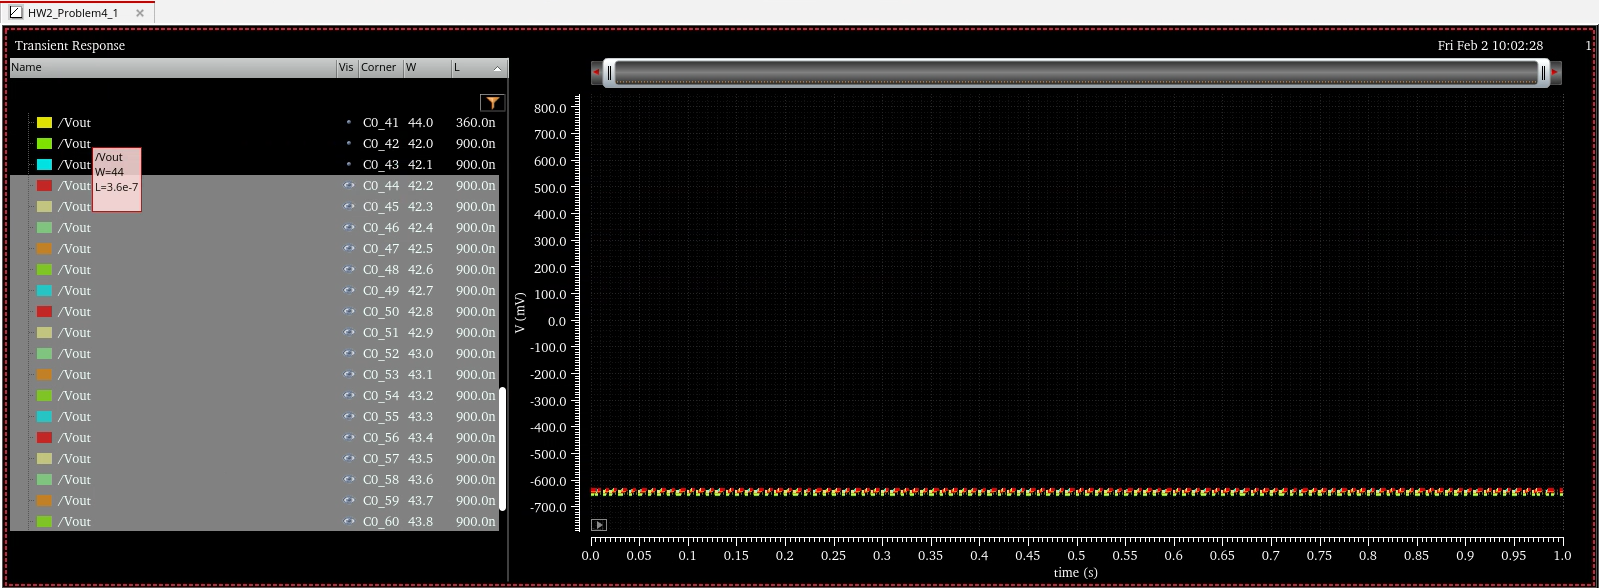 HW2_Problem4_1
Transient Response
Fri Feb 2 10:02:28 1
Name Vis Corner W L
/Vout C0_41 44.0 360.0n
/Vout C0_42 42.0 900.0n
/Vout C0_43 42.1 900.0n
/Vout C0_44 42.2 900.0n
/Vout C0_45 42.3 900.0n
/Vout C0_46 42.4 900.0n
/Vout C0_47 42.5 900.0n
/Vout C0_48 42.6 900.0n
/Vout C0_49 42.7 900.0n
/Vout C0_50 42.8 900.0n
/Vout C0_51 42.9 900.0n
/Vout C0_52 43.0 900.0n
/Vout C0_53 43.1 900.0n
/Vout C0_54 43.2 900.0n
/Vout C0_55 43.3 900.0n
/Vout C0_56 43.4 900.0n
/Vout C0_57 43.5 900.0n
/Vout C0_58 43.6 900.0n
/Vout C0_59 43.7 900.0n
/Vout C0_60 43.8 900.0n
/Vout
W=44
L=3.6e-7
V (mV)
800.0
700.0
600.0
500.0
400.0
300.0
200.0
100.0
0.0
-100.0
-200.0
-300.0
-400.0
-500.0
-600.0
-700.0
0.0 0.05 0.1 0.15 0.2 0.25 0.3 0.35 0.4 0.45 0.5 0.55 0.6 0.65 0.7 0.75 0.8 0.85 0.9 0.95 1.0
time (s)